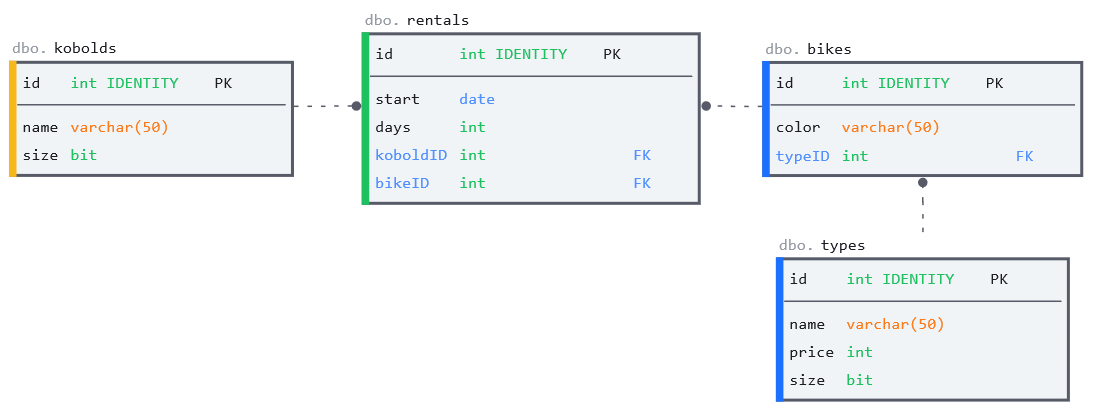 dbo. kobolds
id int IDENTITY PK
name varchar(50)
size bit
dbo. rentals
id int IDENTITY PK
start date
days int
koboldID int FK
bikeID int FK
dbo. bikes
id int IDENTITY PK
color varchar(50)
typeID int FK
dbo. types
id int IDENTITY PK
name varchar(50)
price int
size bit